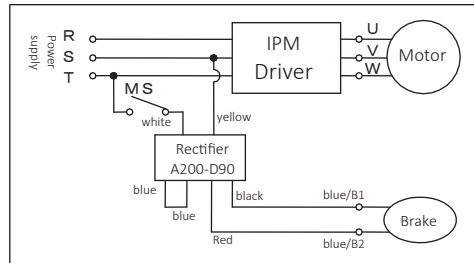 R
S
T
Power
supply
IPM
Driver
U
V
W
Motor
MS
white
yellow
Rectifier
A200-D90
blue
blue
black
Red
blue/B1
blue/B2
Brake